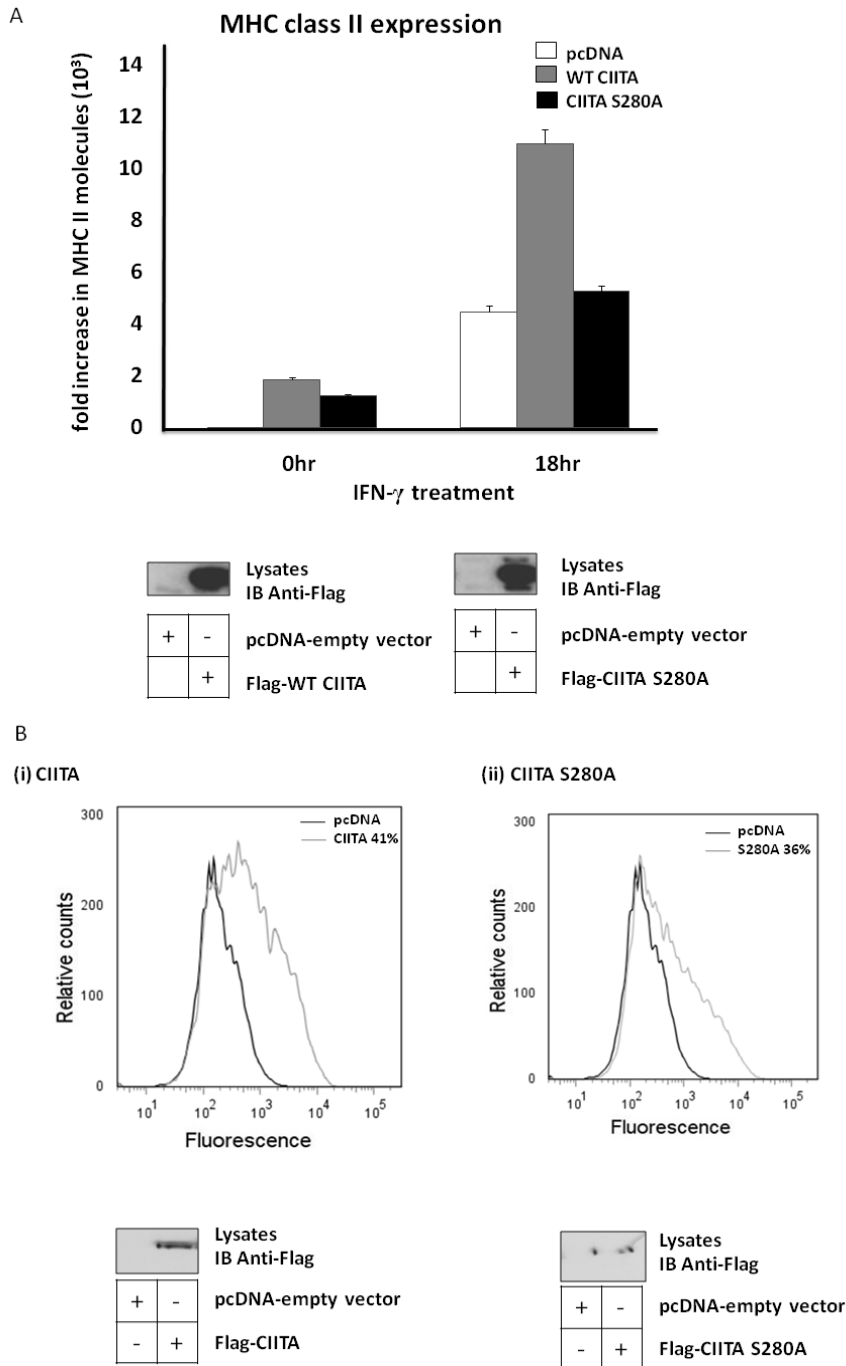 A
MHC class II expression
pcDNA
WT CIITA
CIITA S280A
fold increase in MHC II molecules (10³)
14
12
10
8
6
4
2
0
0hr
18hr
IFN-γ treatment
Lysates
IB Anti-Flag
+ -
pcDNA-empty vector
+
Flag-WT CIITA
Lysates
IB Anti-Flag
+ -
pcDNA-empty vector
+
Flag-CIITA S280A
B
(i) CIITA
300
200
100
0
Relative counts
pcDNA
CIITA 41%
10¹ 10² 10³ 10⁴ 10⁵
Fluorescence
(ii) CIITA S280A
300
200
100
0
Relative counts
pcDNA
S280A 36%
10¹ 10² 10³ 10⁴ 10⁵
Fluorescence
Lysates
IB Anti-Flag
+ -
pcDNA-empty vector
- +
Flag-CIITA
Lysates
IB Anti-Flag
+ -
pcDNA-empty vector
- +
Flag-CIITA S280A